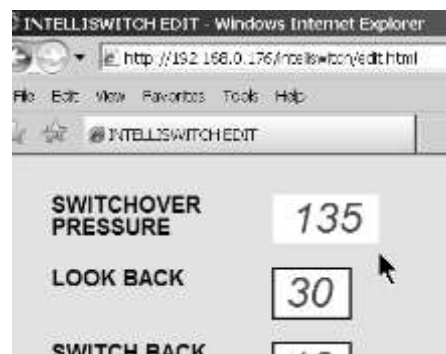 INTELLISWITCH EDIT - Windows Internet Explorer
http://192.168.0.176/intelliswitch/edit.html
File Edit View Favorites Tools Help
INTELLISWITCH EDIT
SWITCHOVER
PRESSURE
135
LOOK BACK
30
SWITCH BACK